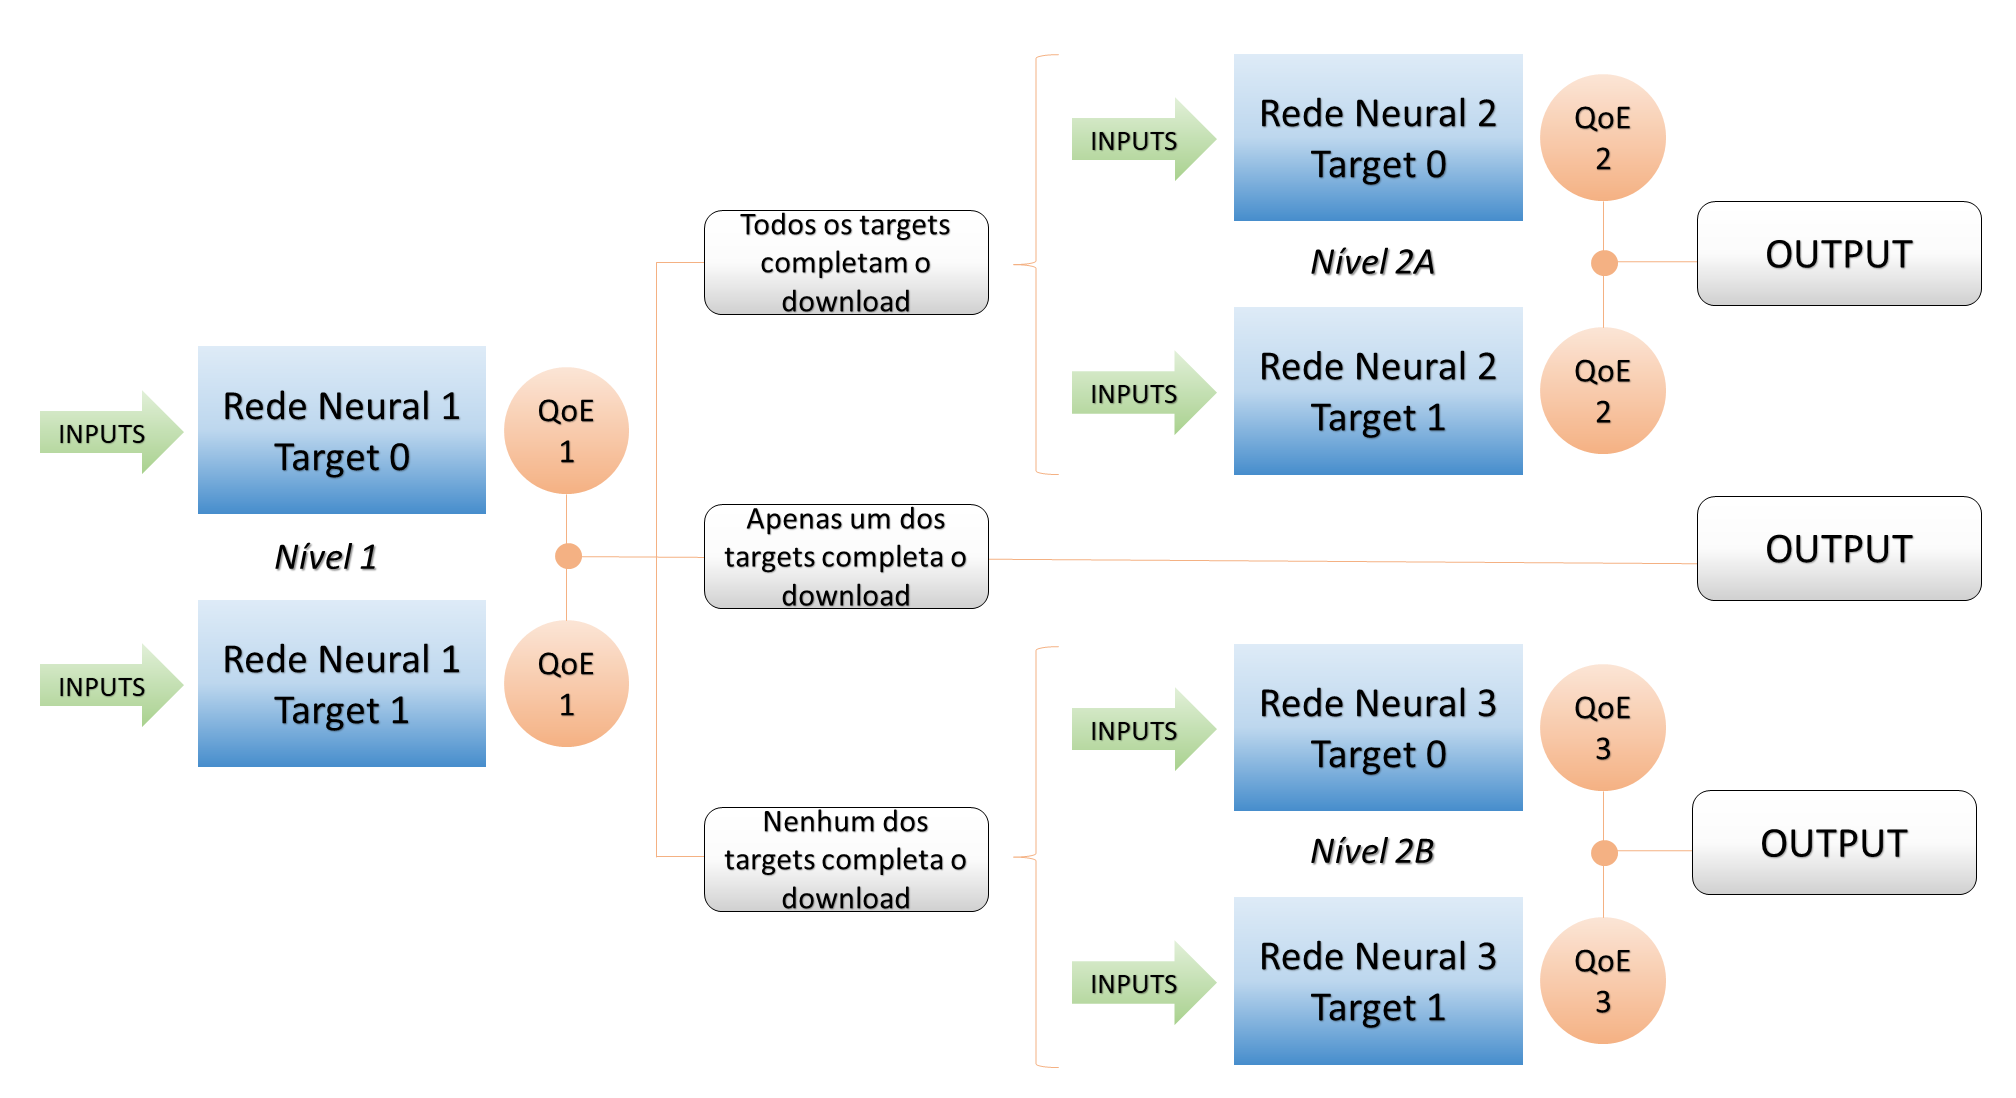 INPUTS
Rede Neural 1
Target 0
QoE
1
Nível 1
INPUTS
Rede Neural 1
Target 1
QoE
1
Todos os targets
completam o
download
INPUTS
Rede Neural 2
Target 0
QoE
2
Nível 2A
INPUTS
Rede Neural 2
Target 1
QoE
2
OUTPUT
Apenas um dos
targets completa o
download
OUTPUT
Nenhum dos
targets completa o
download
INPUTS
Rede Neural 3
Target 0
QoE
3
Nível 2B
INPUTS
Rede Neural 3
Target 1
QoE
3
OUTPUT